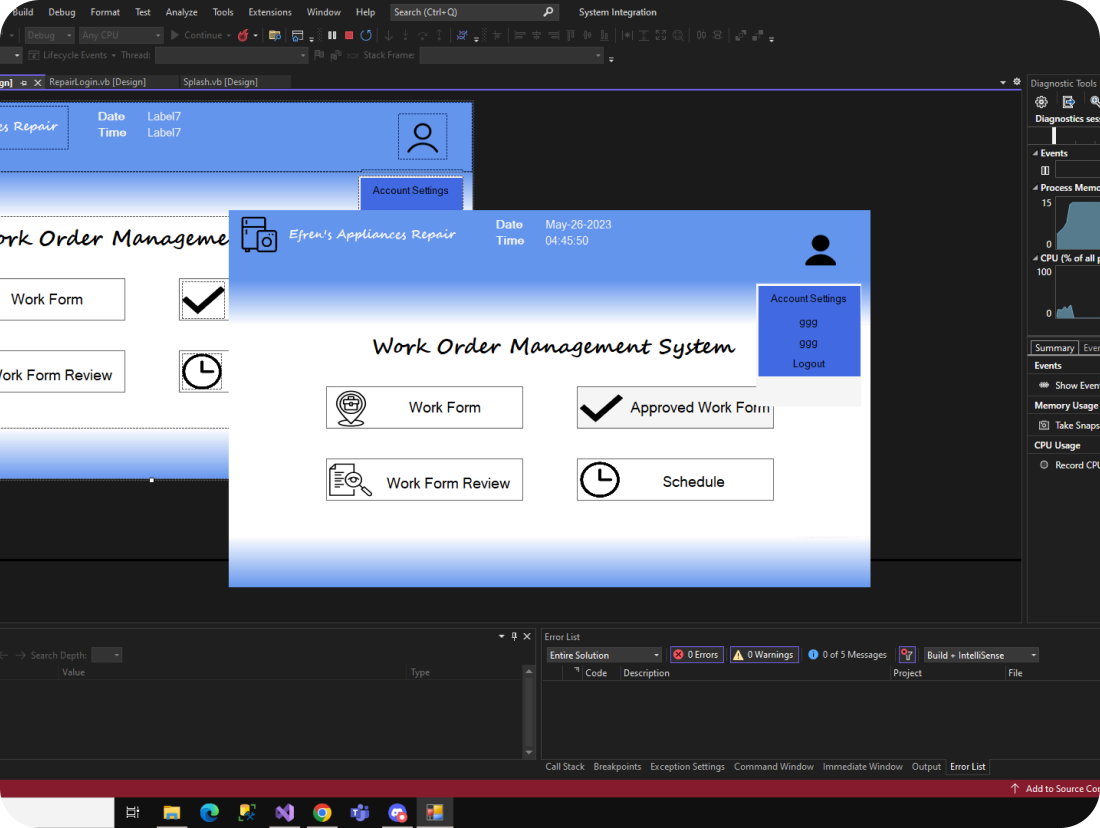 Build Debug Format Test Analyze Tools Extensions Window Help Search (Ctrl+Q) System Integration
Debug Any CPU Continue
Lifecycle Events Thread: Stack Frame:
gn] RepairLogin.vb [Design] Splash.vb [Design]
Diagnostic Tools
Diagnostics ses
Events
Process Memo
15
0
CPU (% of all p
100
0
Summary Even
Events
Show Even
Memory Usage
Take Snaps
CPU Usage
Record CPU
es Repair
Date Label7
Time Label7
Account Settings
ork Order Manageme
Work Form
ork Form Review
Efren's Appliances Repair
Date May-26-2023
Time 04:45:50
Account Settings
ggg
ggg
Logout
Work Order Management System
Work Form
Approved Work Form
Work Form Review
Schedule
Search Depth:
Value Type
Error List
Entire Solution 0 Errors 0 Warnings 0 of 5 Messages Build + IntelliSense
Code Description Project File
Call Stack Breakpoints Exception Settings Command Window Immediate Window Output Error List
Add to Source Con